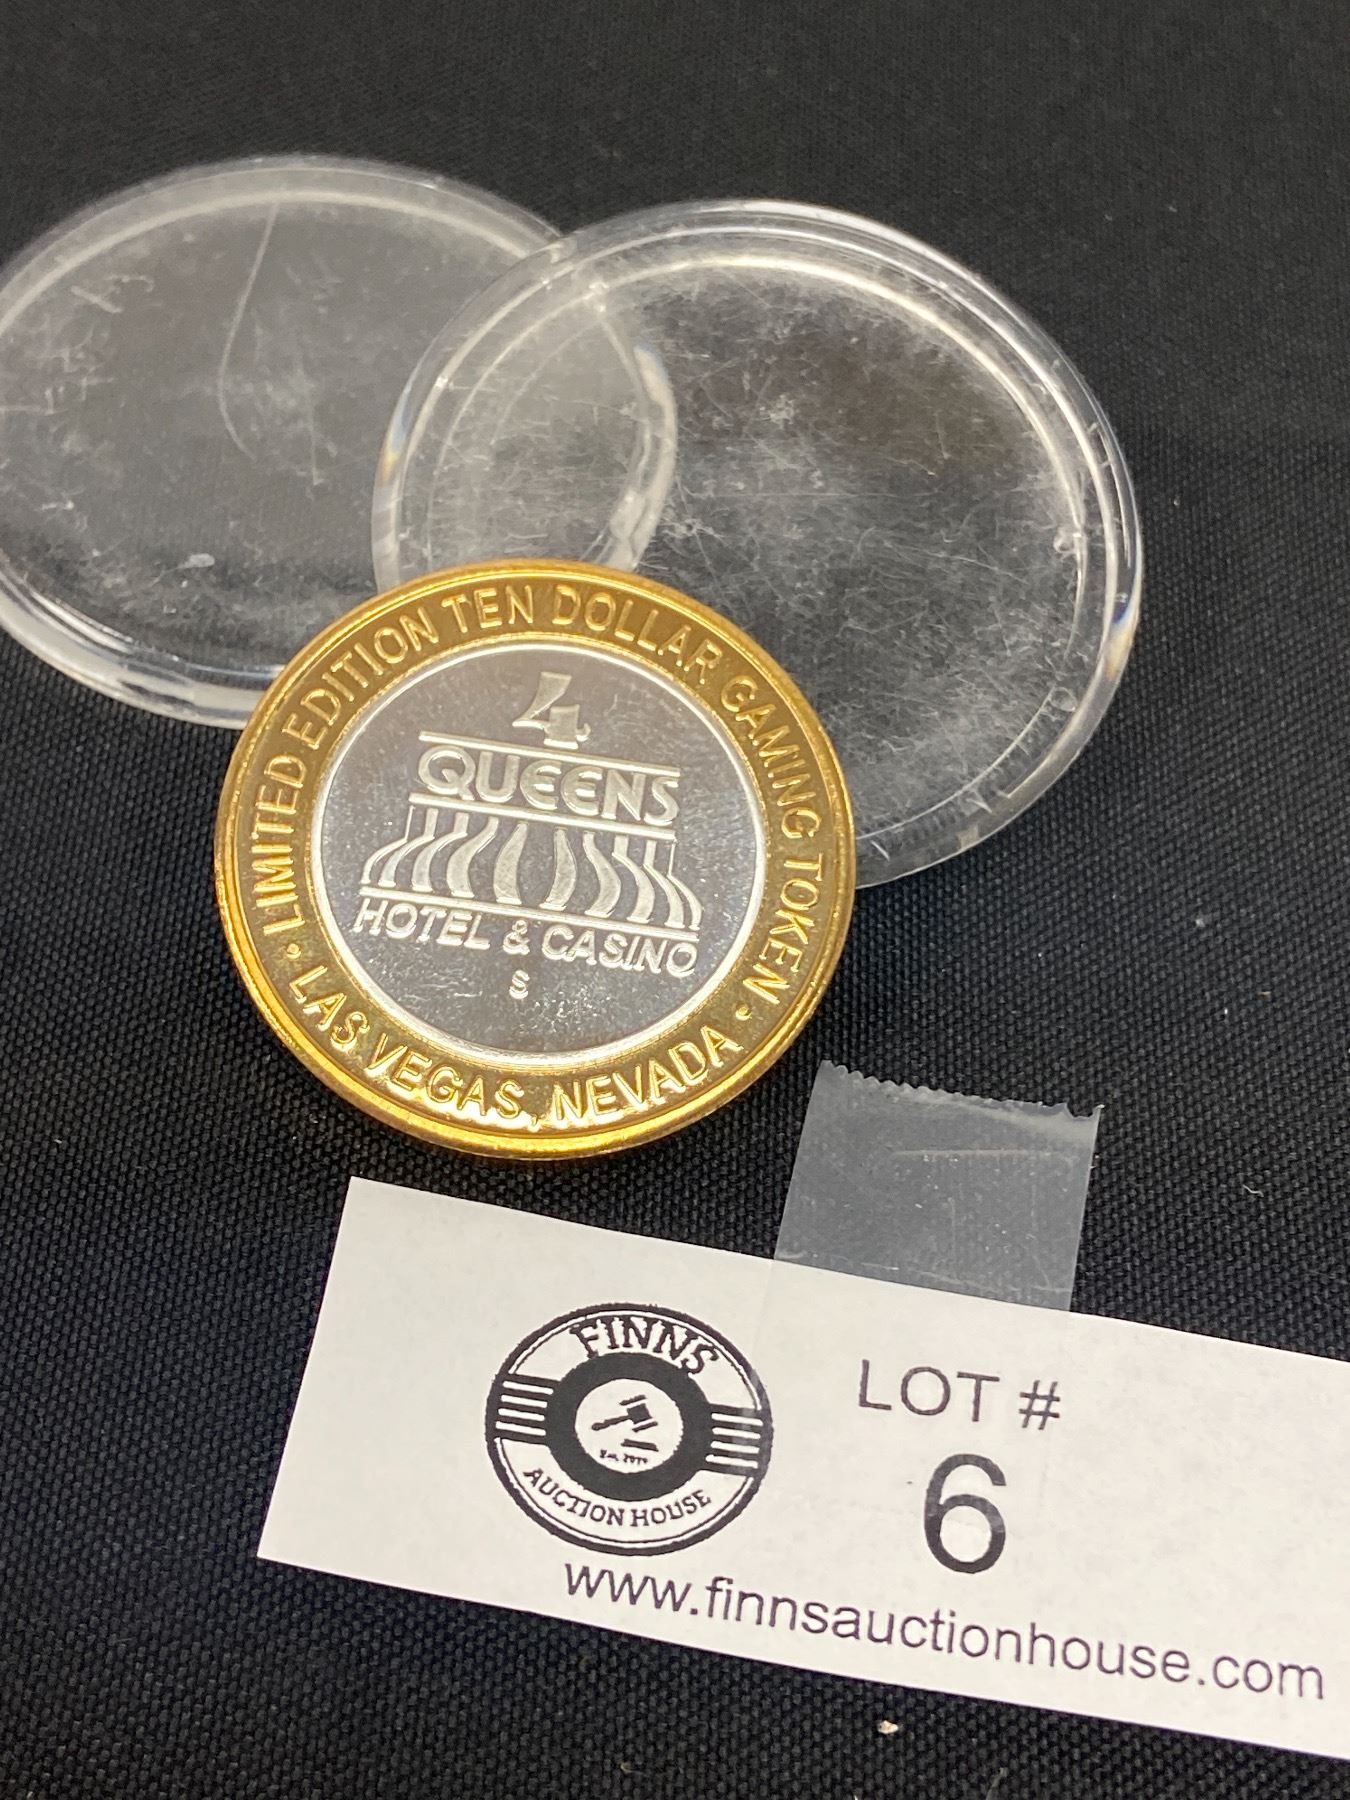 LIMITED EDITION TEN DOLLAR GAMING TOKEN
4
QUEENS
HOTEL & CASINO
S
• LAS VEGAS, NEVADA •
FINNS
AUCTION HOUSE
LOT #
6
www.finnsauctionhouse.com